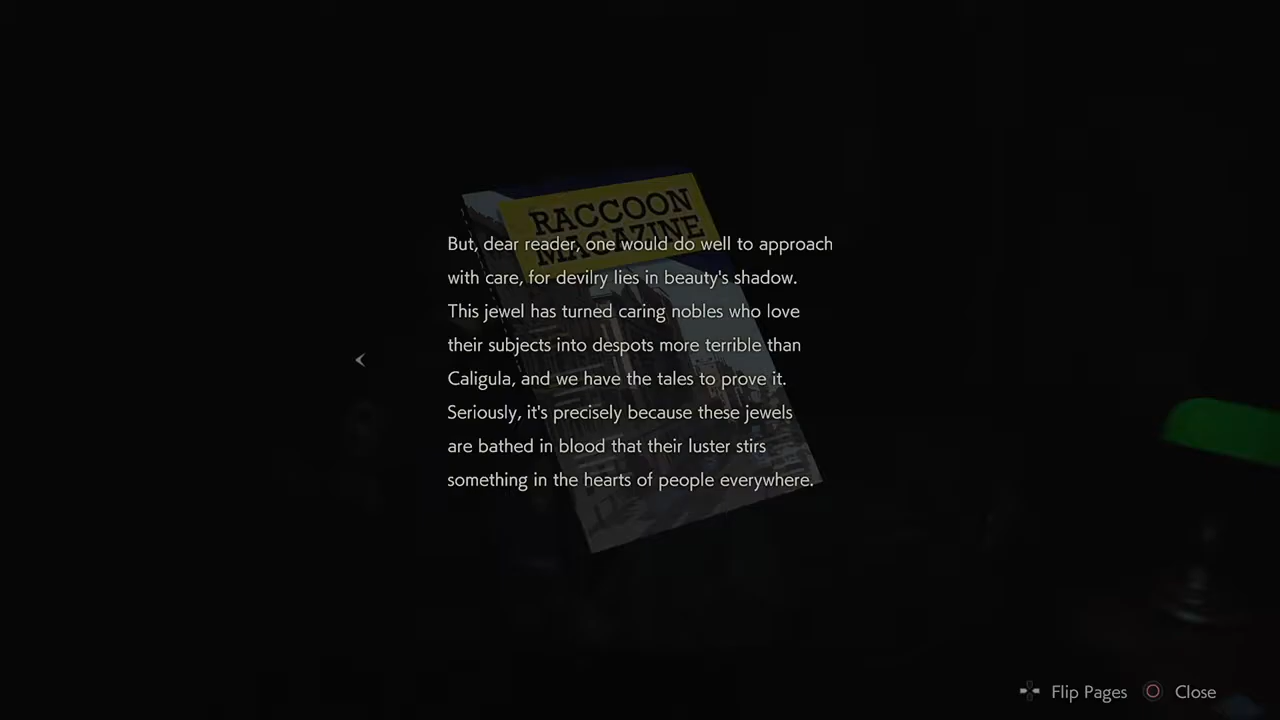 RACCOON
MAGAZINE
But, dear reader, one would do well to approach
with care, for devilry lies in beauty's shadow.
This jewel has turned caring nobles who love
their subjects into despots more terrible than
Caligula, and we have the tales to prove it.
Seriously, it's precisely because these jewels
are bathed in blood that their luster stirs
something in the hearts of people everywhere.
Flip Pages
Close